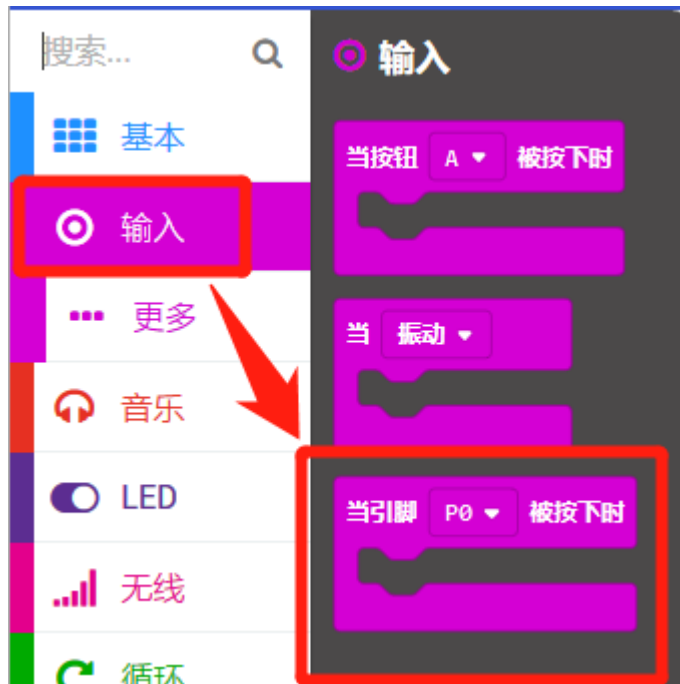 搜索...
基本
输入
更多
音乐
LED
无线
循环
输入
当按钮 A 被按下时
当 振动
当引脚 P0 被按下时